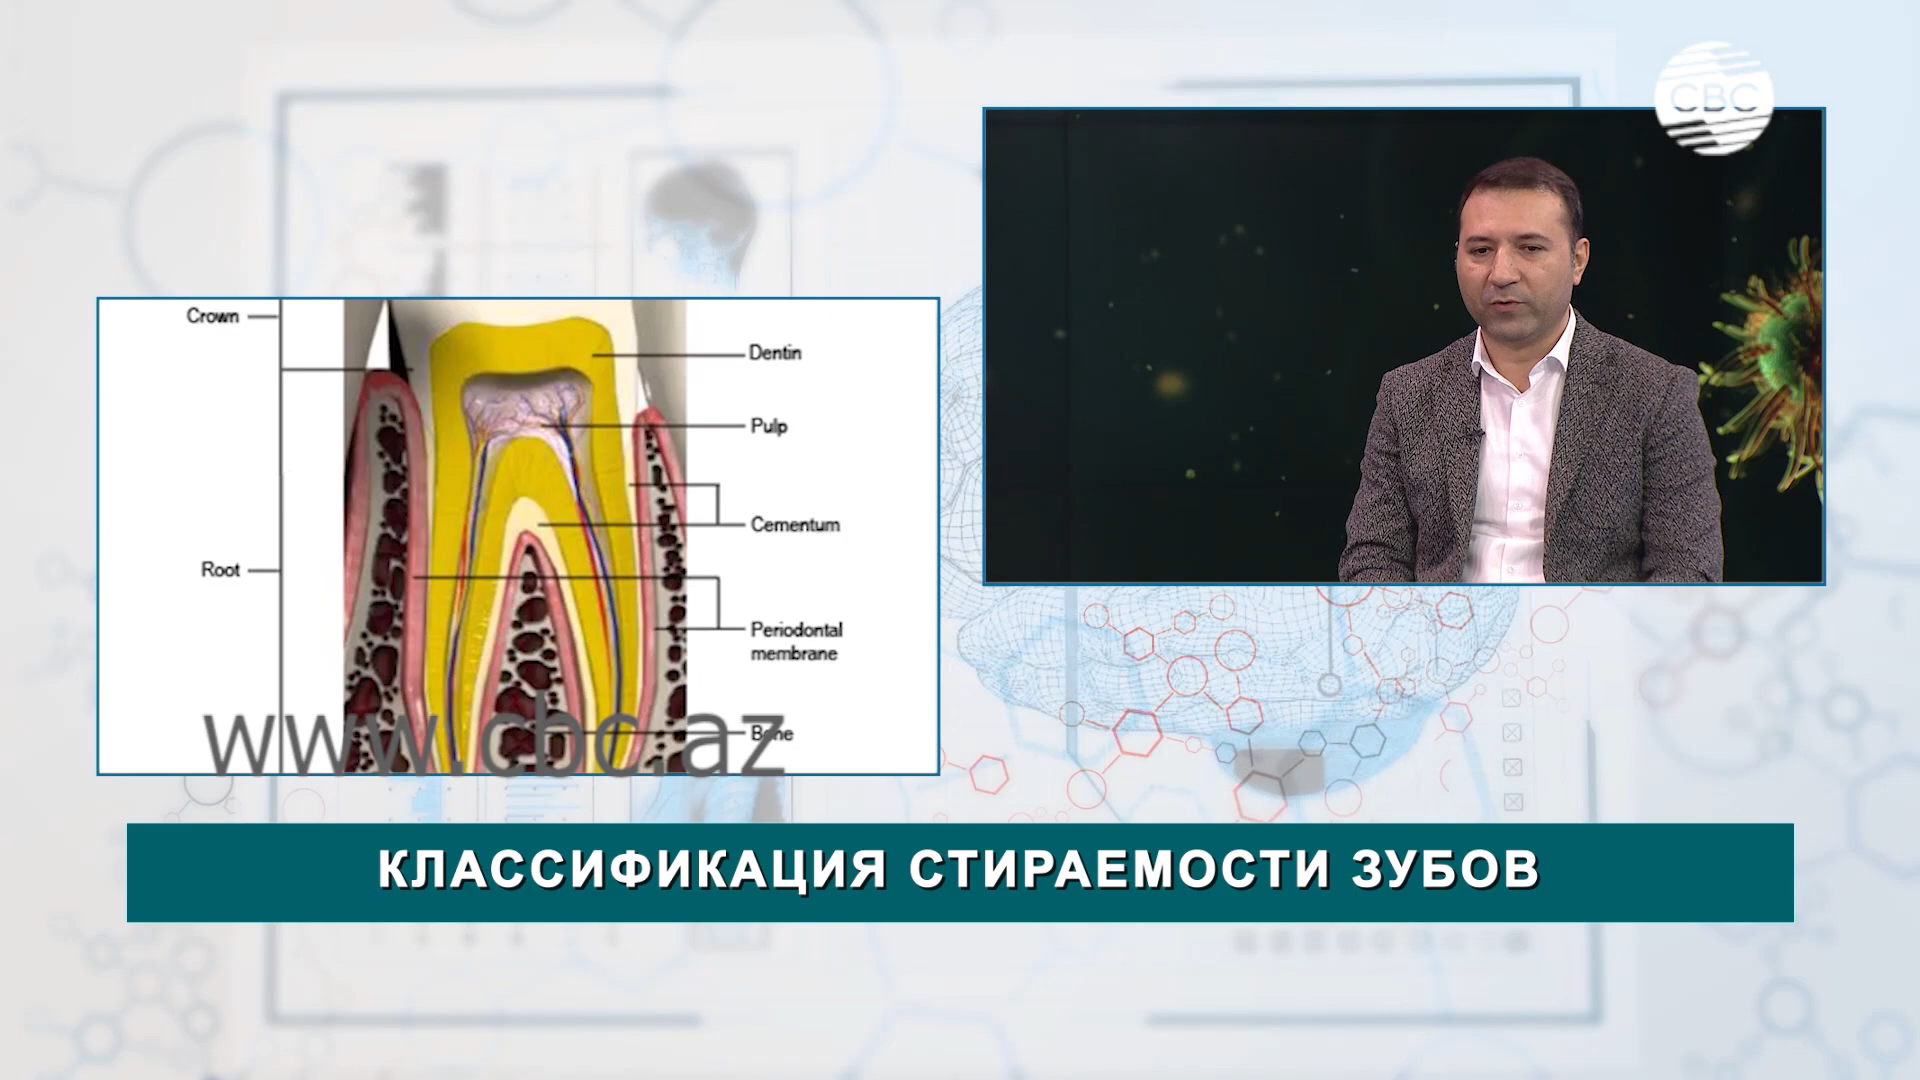 CBC
Crown
Dentin
Pulp
Cementum
Root
Periodontal
membrane
Bone
www.cbc.az
КЛАССИФИКАЦИЯ СТИРАЕМОСТИ ЗУБОВ